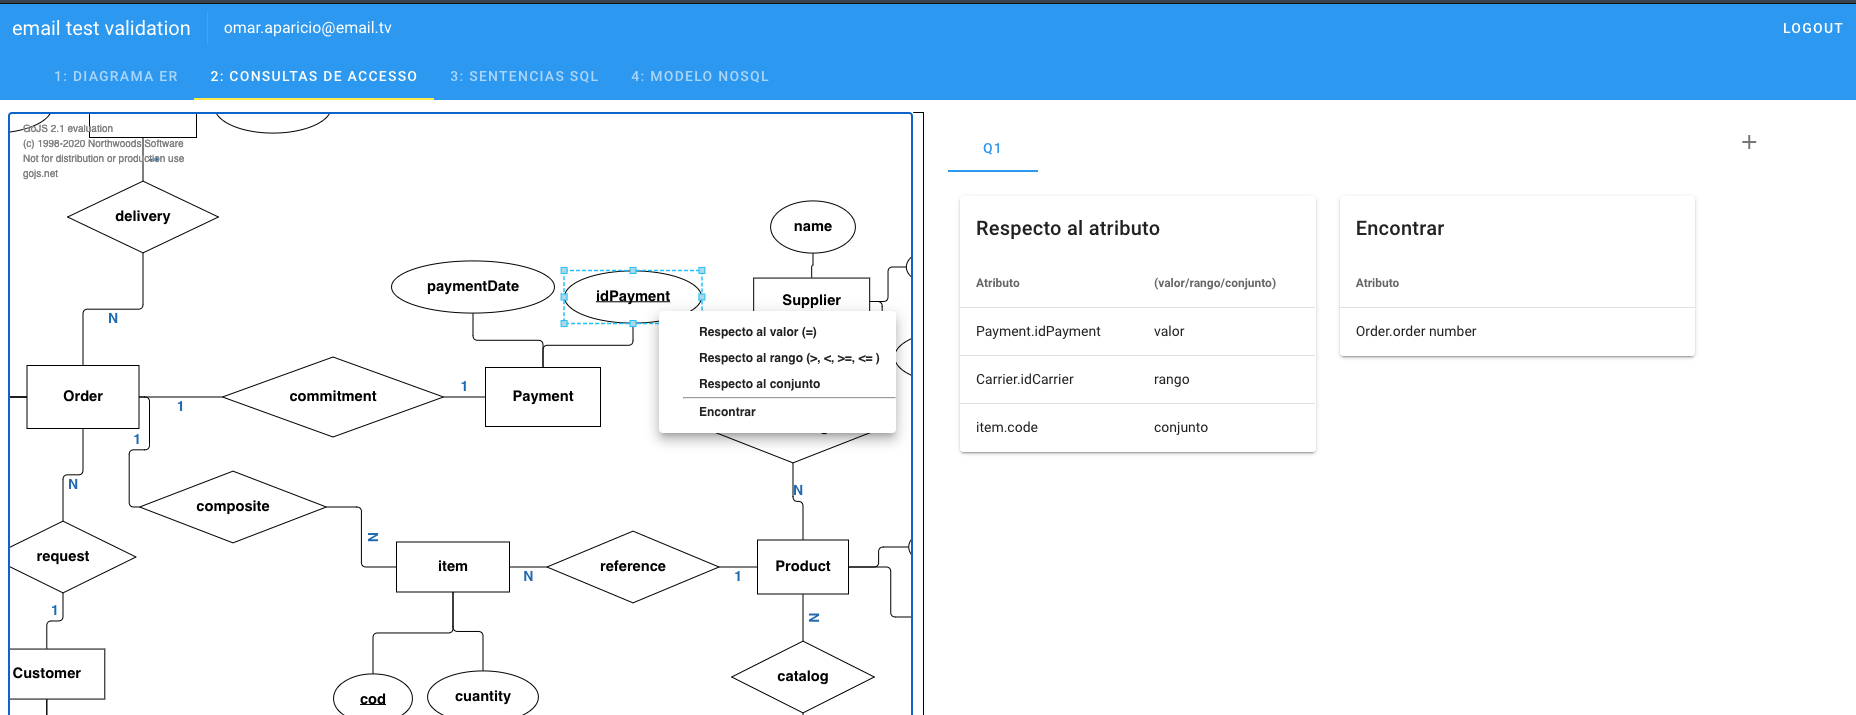 email test validation
omar.aparicio@email.tv
LOGOUT
1: DIAGRAMA ER
2: CONSULTAS DE ACCESSO
3: SENTENCIAS SQL
4: MODELO NOSQL
GoJS 2.1 evaluation
(c) 1998-2020 Northwoods Software
Not for distribution or production use
gojs.net
delivery
N
name
paymentDate
idPayment
Supplier
Respecto al valor (=)
Respecto al rango (>, <, >=, <= )
Respecto al conjunto
Encontrar
Order
1
commitment
1
Payment
1
N
composite
N
N
request
1
item
N
reference
1
Product
N
Customer
cod
cuantity
catalog
Q1
+
Respecto al atributo
Atributo (valor/rango/conjunto)
Payment.idPayment valor
Carrier.idCarrier rango
item.code conjunto
Encontrar
Atributo
Order.order number